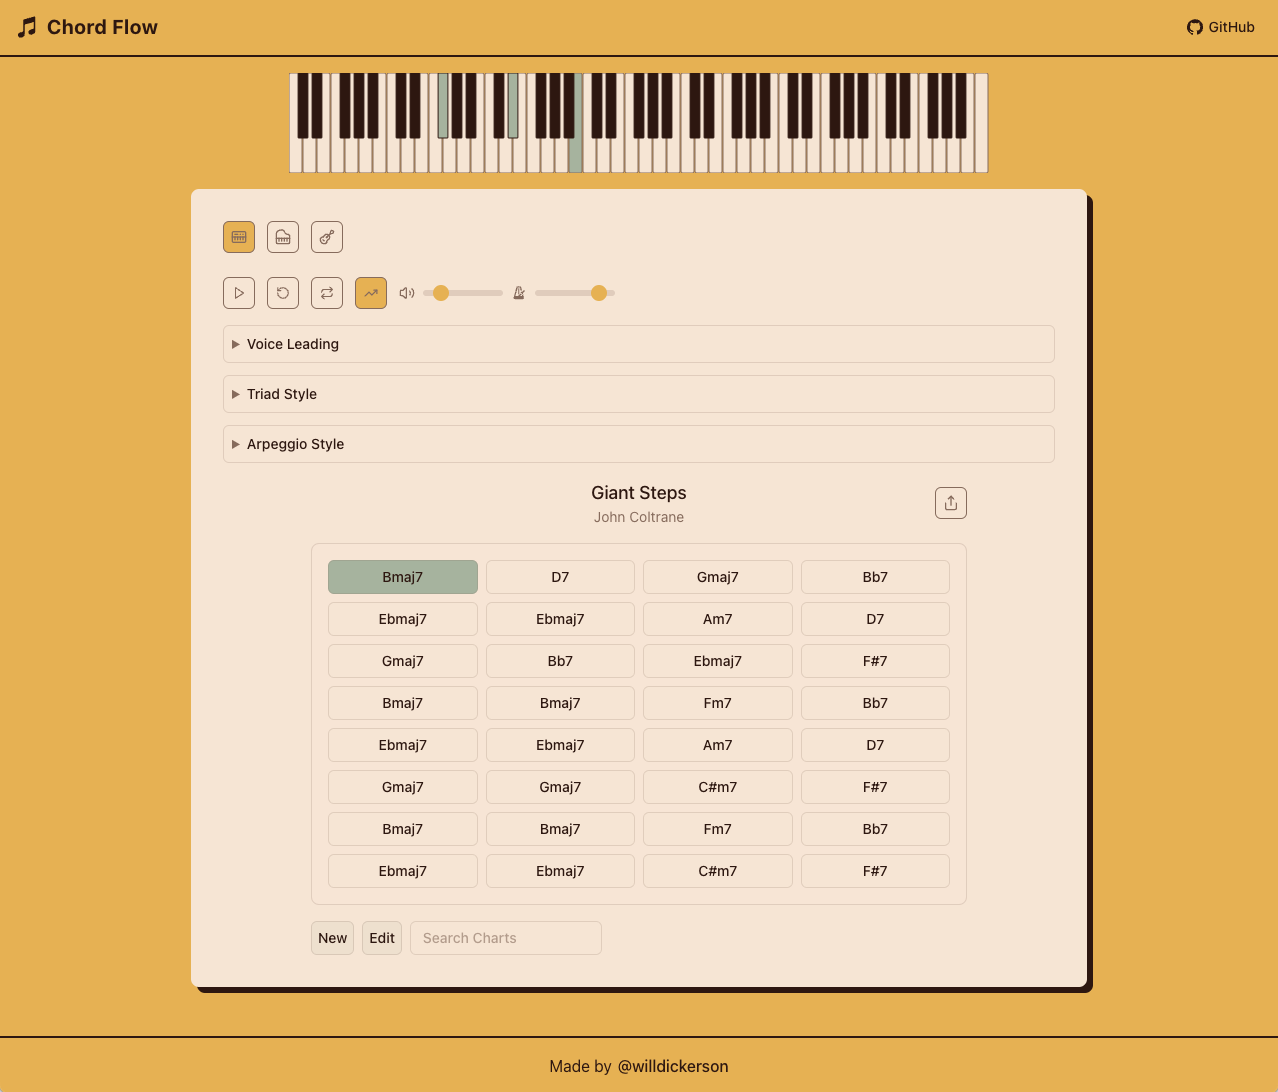 Chord Flow
GitHub
Voice Leading
Triad Style
Arpeggio Style
Giant Steps
John Coltrane
Bmaj7 D7 Gmaj7 Bb7
Ebmaj7 Ebmaj7 Am7 D7
Gmaj7 Bb7 Ebmaj7 F#7
Bmaj7 Bmaj7 Fm7 Bb7
Ebmaj7 Ebmaj7 Am7 D7
Gmaj7 Gmaj7 C#m7 F#7
Bmaj7 Bmaj7 Fm7 Bb7
Ebmaj7 Ebmaj7 C#m7 F#7
New Edit Search Charts
Made by @willdickerson